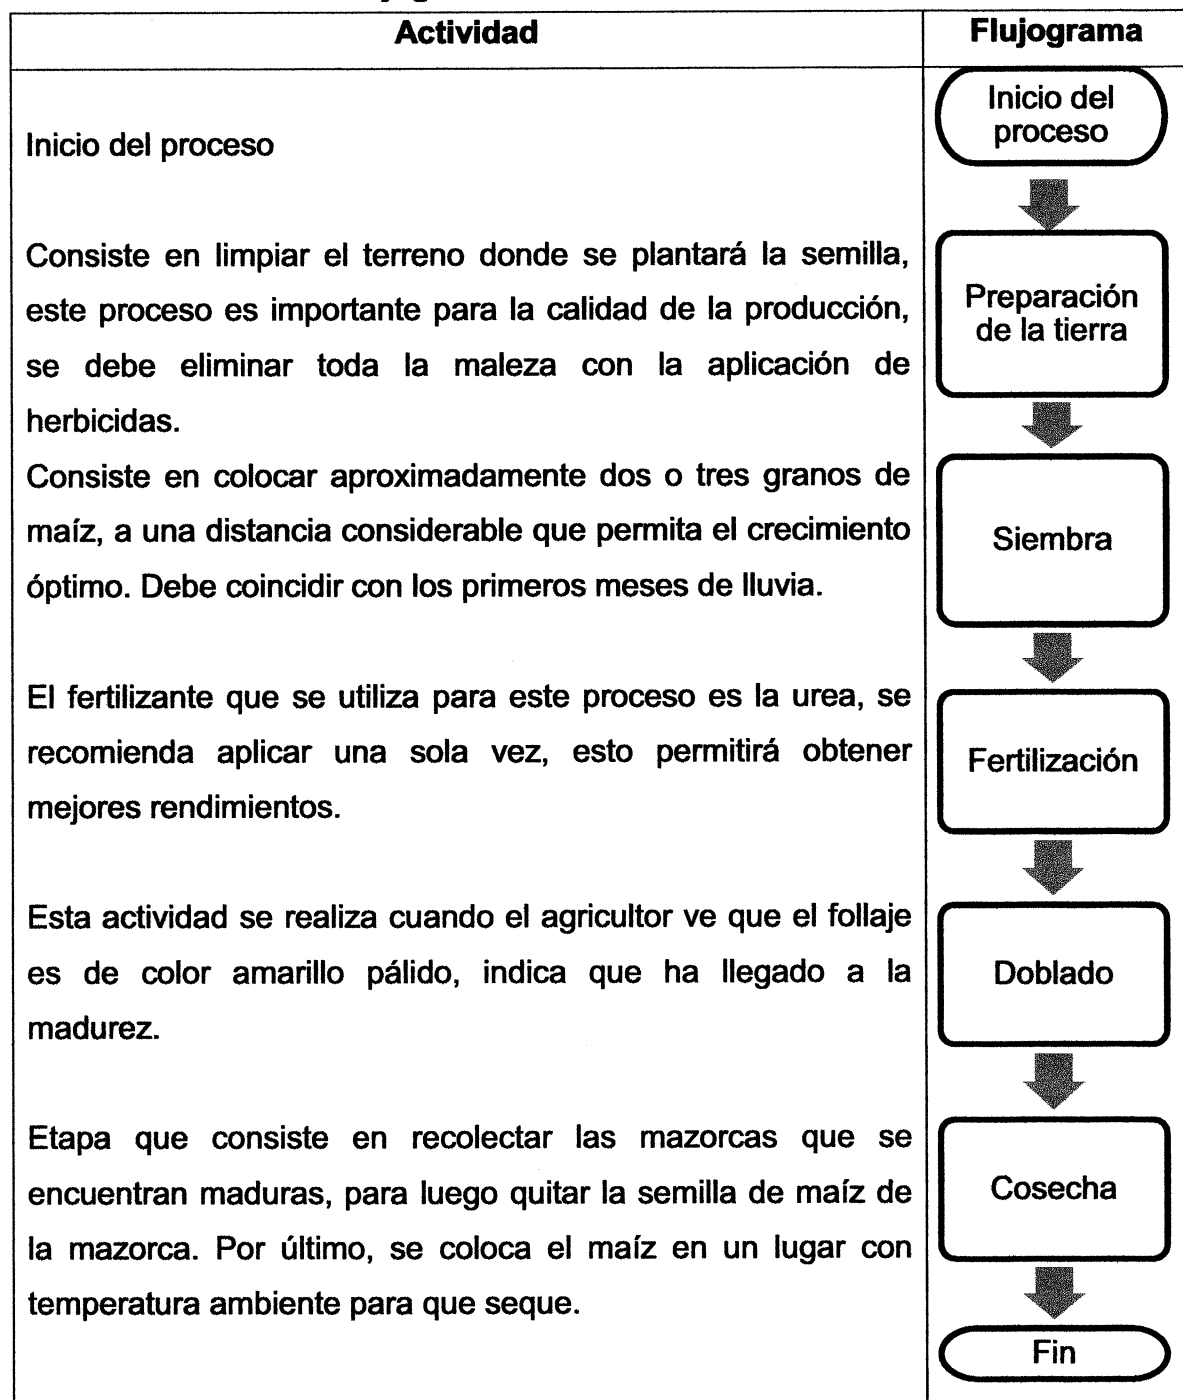 Actividad
Flujograma
Inicio del proceso
Inicio del
proceso
Consiste en limpiar el terreno donde se plantará la semilla,
este proceso es importante para la calidad de la producción,
se debe eliminar toda la maleza con la aplicación de
herbicidas.
Preparación
de la tierra
Consiste en colocar aproximadamente dos o tres granos de
maíz, a una distancia considerable que permita el crecimiento
óptimo. Debe coincidir con los primeros meses de lluvia.
Siembra
El fertilizante que se utiliza para este proceso es la urea, se
recomienda aplicar una sola vez, esto permitirá obtener
mejores rendimientos.
Fertilización
Esta actividad se realiza cuando el agricultor ve que el follaje
es de color amarillo pálido, indica que ha llegado a la
madurez.
Doblado
Etapa que consiste en recolectar las mazorcas que se
encuentran maduras, para luego quitar la semilla de maíz de
la mazorca. Por último, se coloca el maíz en un lugar con
temperatura ambiente para que seque.
Cosecha
Fin